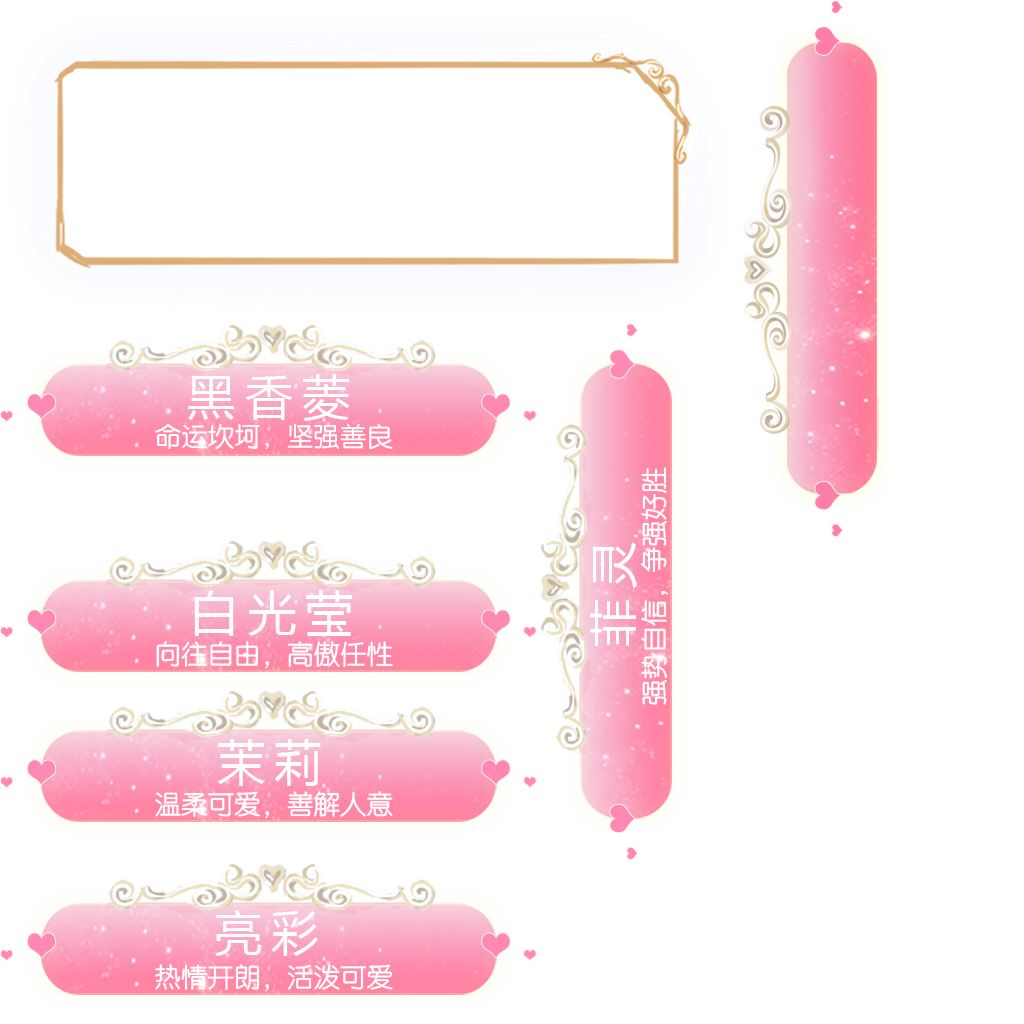 黑香菱
命运坎坷，坚强善良
白光莹
向往自由，高傲任性
茉莉
温柔可爱，善解人意
亮彩
热情开朗，活泼可爱
菲灵
强势自信，争强好胜